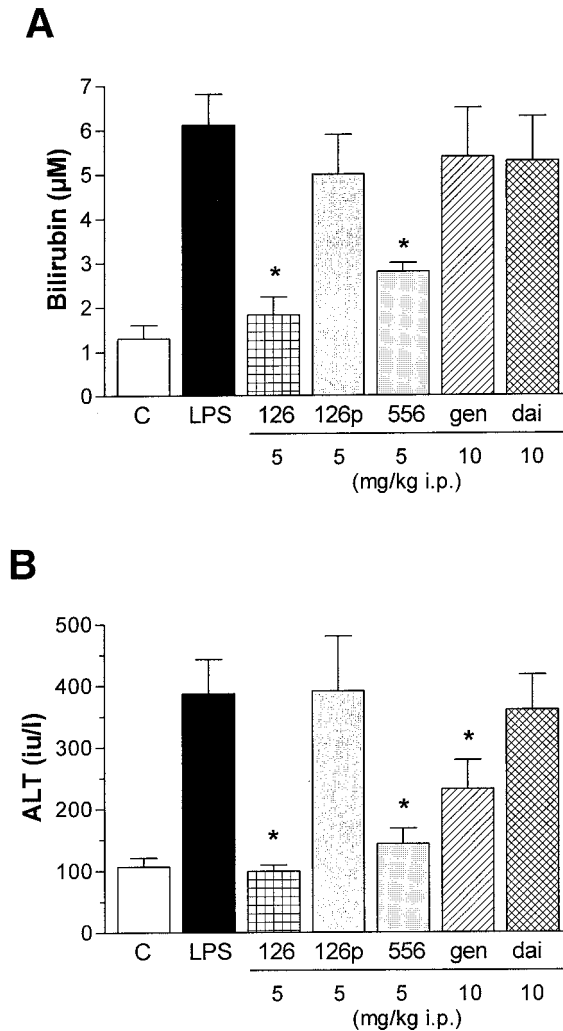 A
Bilirubin (µM)
7
6
5
4
3
2
1
0
*
*
C LPS 126 126p 556 gen dai
5 5 5 10 10
(mg/kg i.p.)
B
ALT (iu/l)
500
400
300
200
100
0
*
*
*
C LPS 126 126p 556 gen dai
5 5 5 10 10
(mg/kg i.p.)